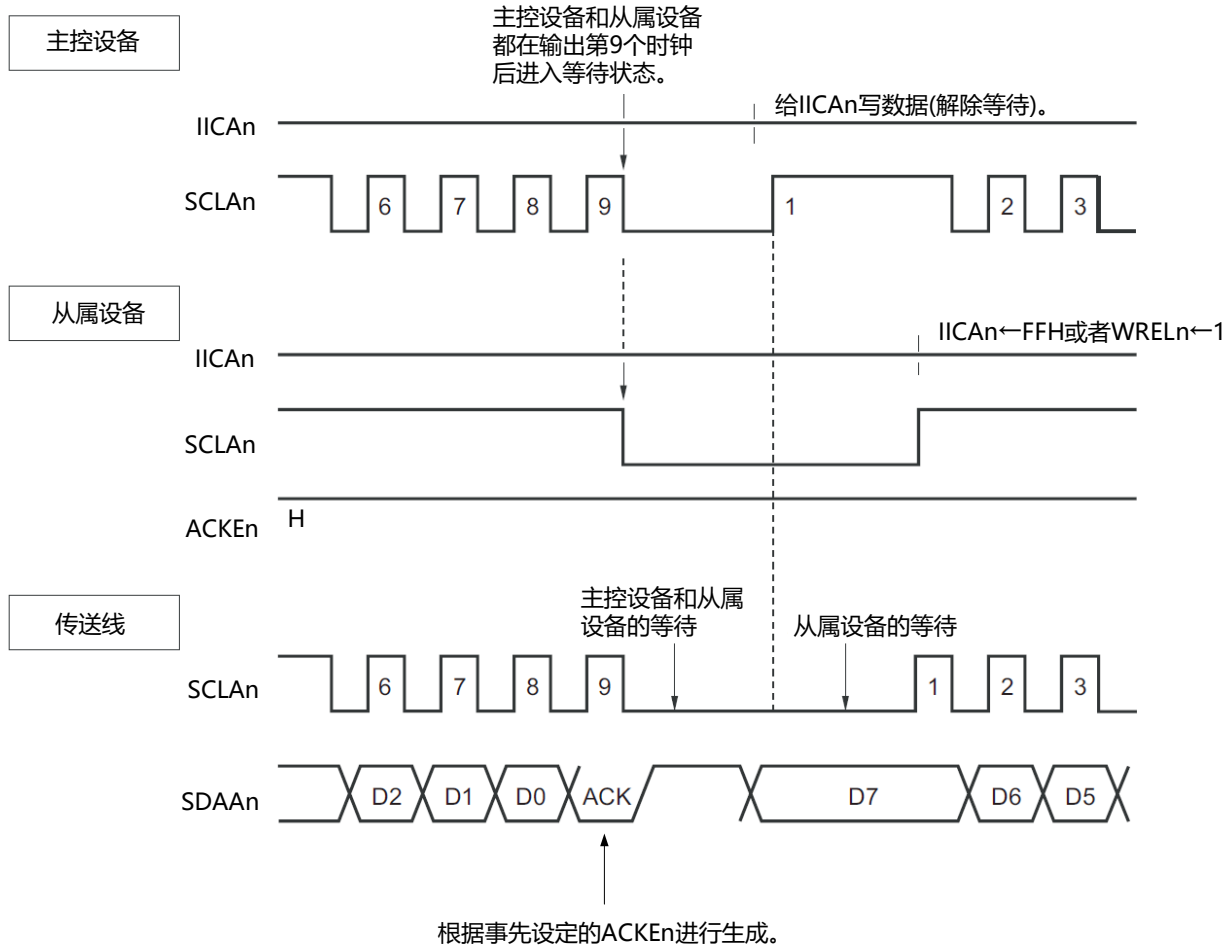 主控设备
主控设备和从属设备
都在输出第9个时钟
后进入等待状态。
给IICAn写数据(解除等待)。
IICAn
SCLAn
6 7 8 9 1 2 3
从属设备
IICAn←FFH或者WRELn←1
IICAn
SCLAn
ACKEn H
传送线
主控设备和从属
设备的等待
从属设备的等待
SCLAn
6 7 8 9 1 2 3
SDAAn
D2 D1 D0 ACK D7 D6 D5
根据事先设定的ACKEn进行生成。